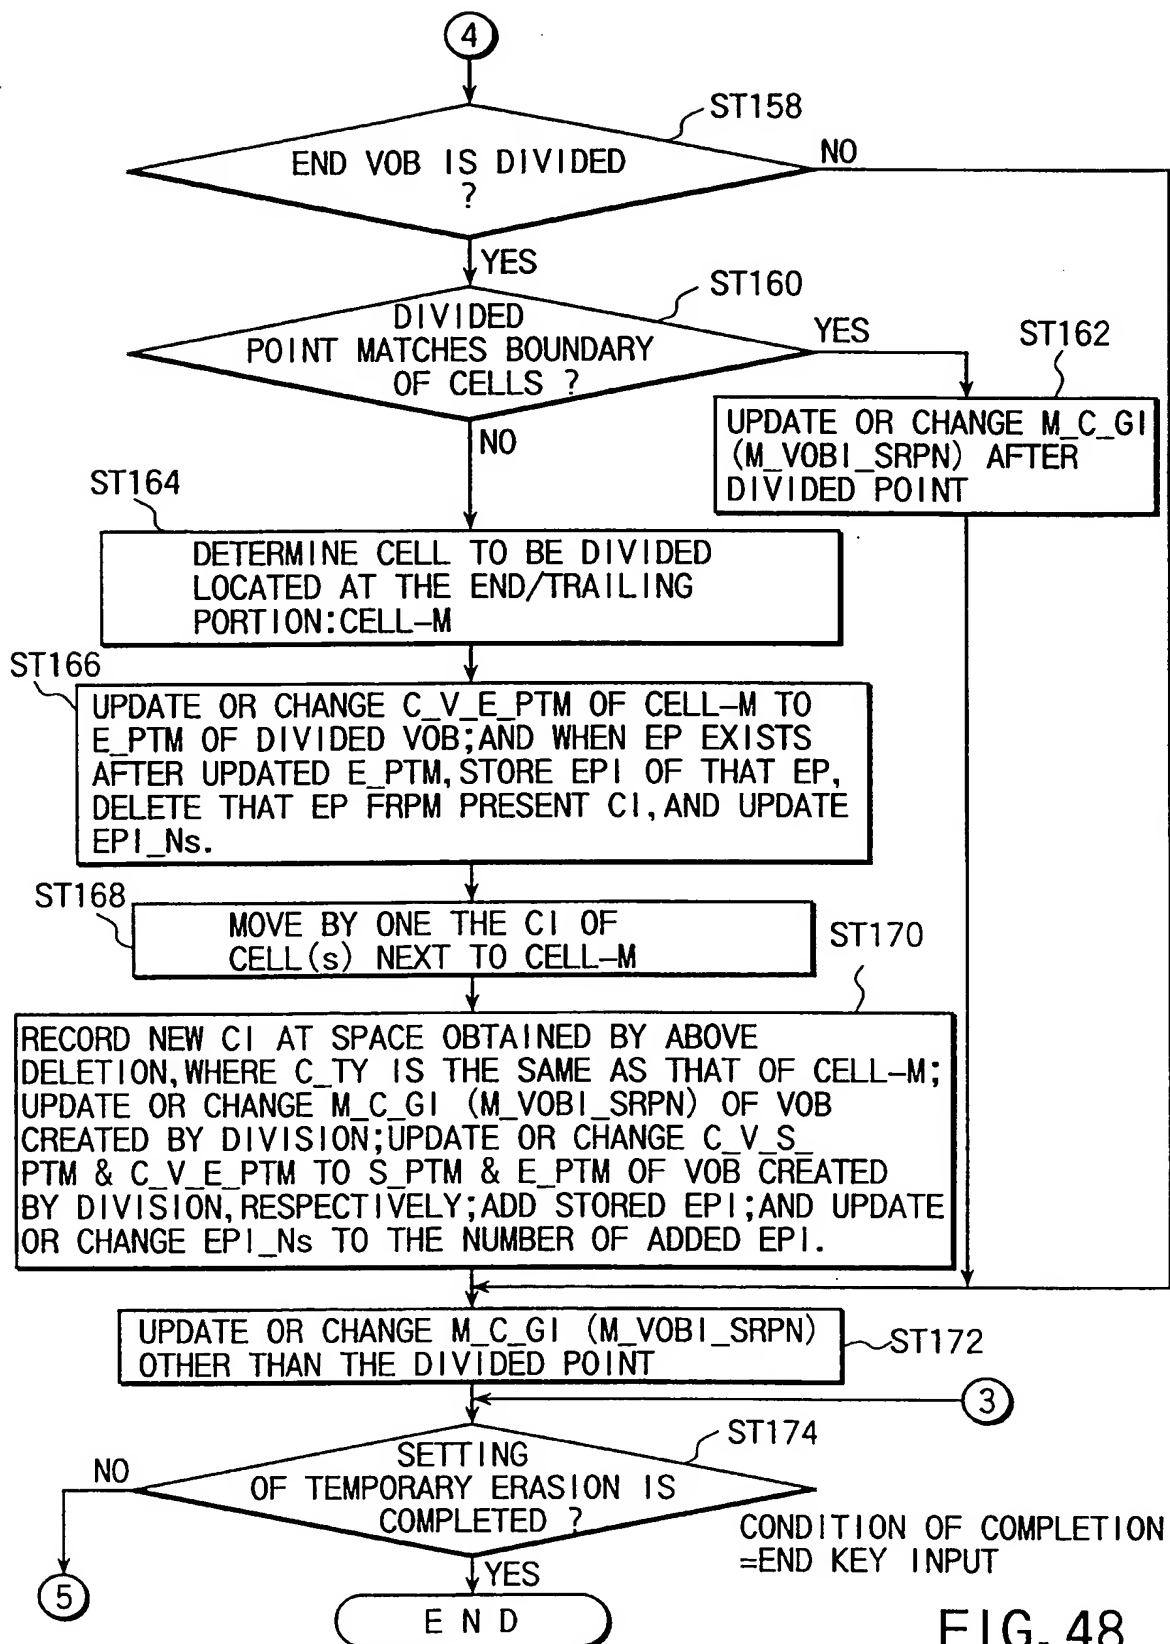 4
ST158
END VOB IS DIVIDED
?
NO
YES
ST160
DIVIDED
POINT MATCHES BOUNDARY
OF CELLS ?
YES
NO
ST162
UPDATE OR CHANGE M_C_GI
(M_VOBI_SRPN) AFTER
DIVIDED POINT
ST164
DETERMINE CELL TO BE DIVIDED
LOCATED AT THE END/TRAILING
PORTION:CELL-M
ST166
UPDATE OR CHANGE C_V_E_PTM OF CELL-M TO
E_PTM OF DIVIDED VOB;AND WHEN EP EXISTS
AFTER UPDATED E_PTM,STORE EPI OF THAT EP,
DELETE THAT EP FRPM PRESENT CI,AND UPDATE
EPI_Ns.
ST168
MOVE BY ONE THE CI OF
CELL(s) NEXT TO CELL-M
ST170
RECORD NEW CI AT SPACE OBTAINED BY ABOVE
DELETION,WHERE C_TY IS THE SAME AS THAT OF CELL-M;
UPDATE OR CHANGE M_C_GI (M_VOBI_SRPN) OF VOB
CREATED BY DIVISION;UPDATE OR CHANGE C_V_S_
PTM & C_V_E_PTM TO S_PTM & E_PTM OF VOB CREATED
BY DIVISION,RESPECTIVELY;ADD STORED EPI;AND UPDATE
OR CHANGE EPI_Ns TO THE NUMBER OF ADDED EPI.
UPDATE OR CHANGE M_C_GI (M_VOBI_SRPN)
OTHER THAN THE DIVIDED POINT
ST172
3
ST174
SETTING
OF TEMPORARY ERASION IS
COMPLETED ?
NO
YES
CONDITION OF COMPLETION
=END KEY INPUT
5
END
FIG. 48